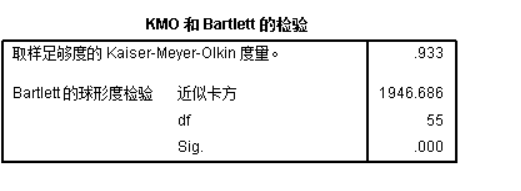 KMO 和 Bartlett 的检验
取样足够度的 Kaiser-Meyer-Olkin 度量。 .933
Bartlett 的球形度检验 近似卡方 1946.686
df 55
Sig. .000